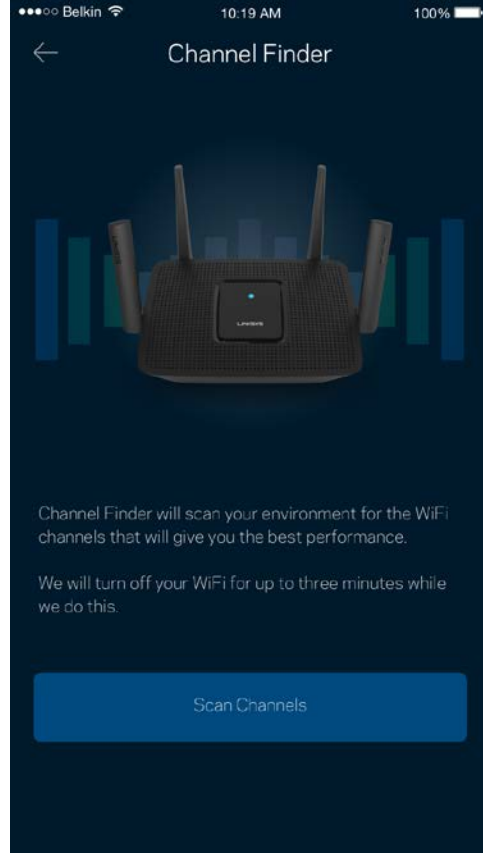 Belkin 10:19 AM 100%
Channel Finder
LINKSYS
Channel Finder will scan your environment for the WiFi
channels that will give you the best performance.
We will turn off your WiFi for up to three minutes while
we do this.
Scan Channels